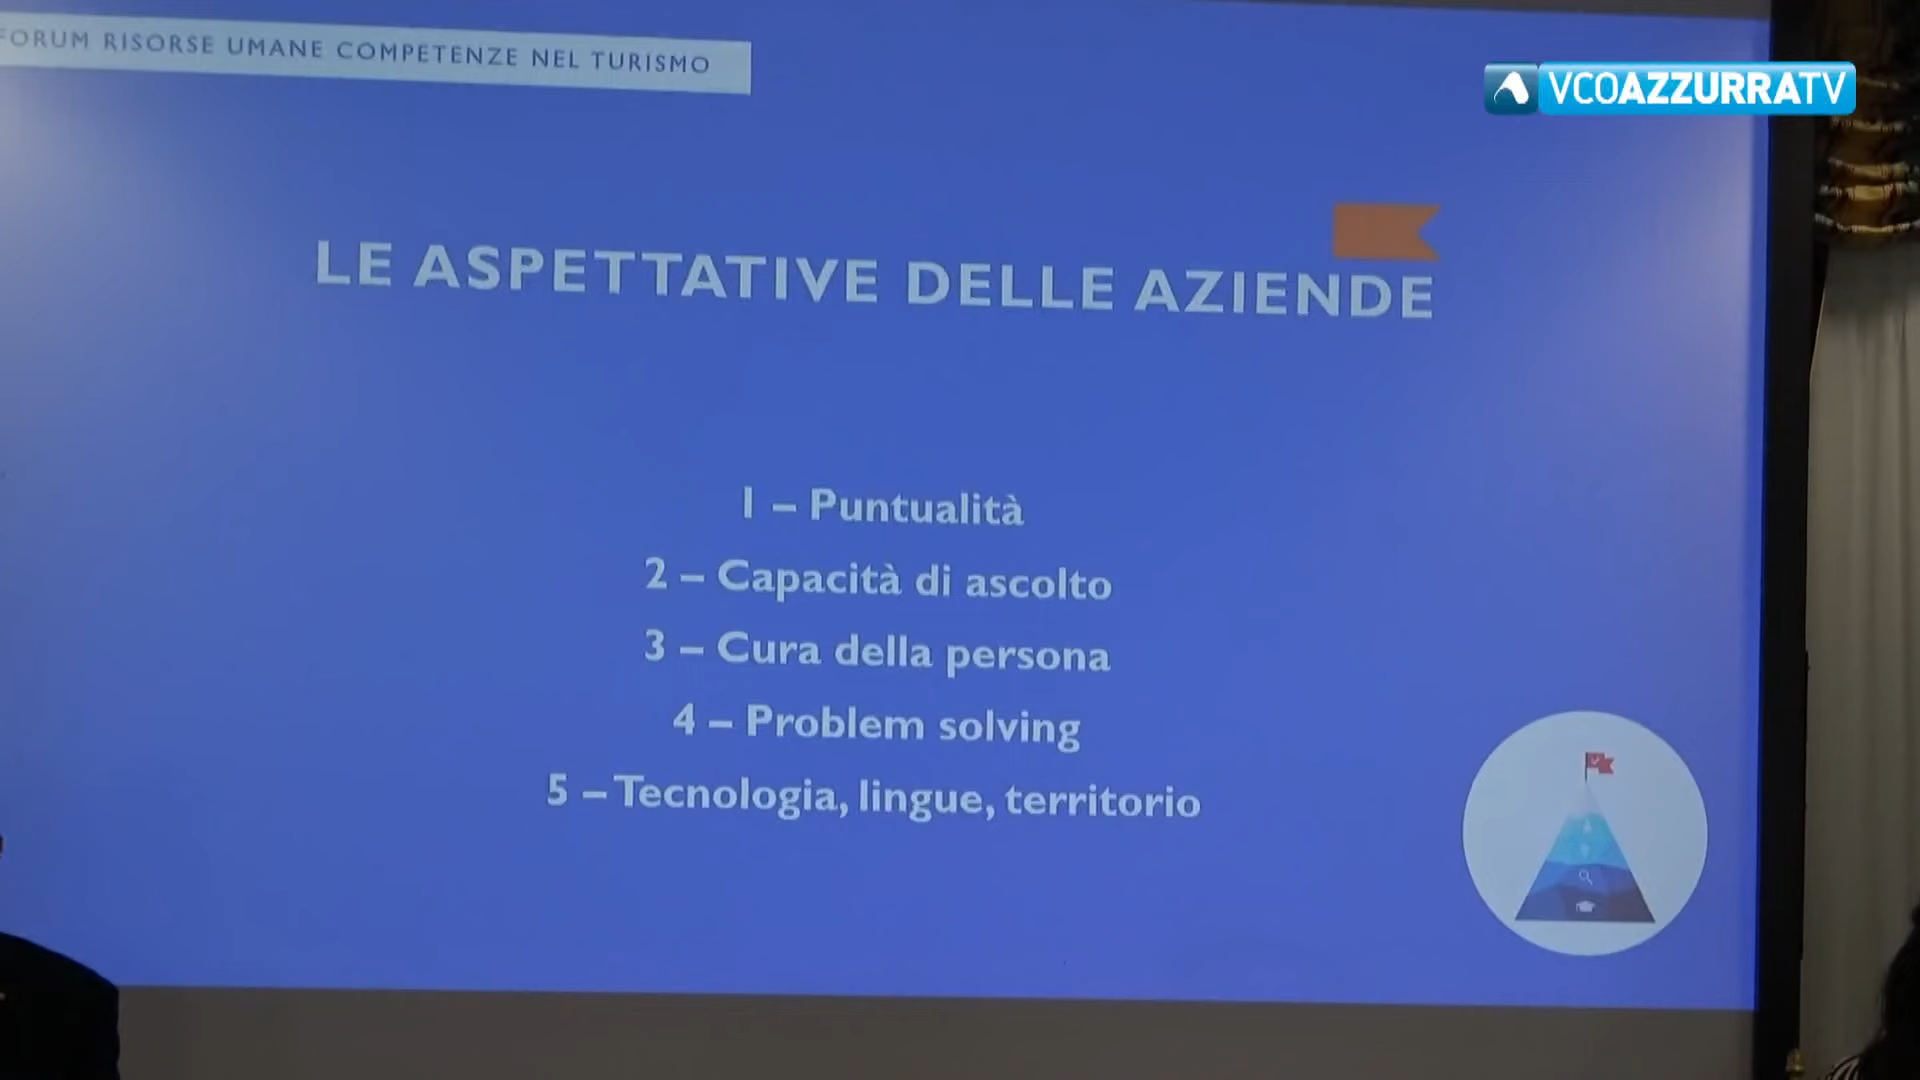 FORUM RISORSE UMANE COMPETENZE NEL TURISMO
VCOAZZURRATV
LE ASPETTATIVE DELLE AZIENDE
1 – Puntualità
2 – Capacità di ascolto
3 – Cura della persona
4 – Problem solving
5 – Tecnologia, lingue, territorio